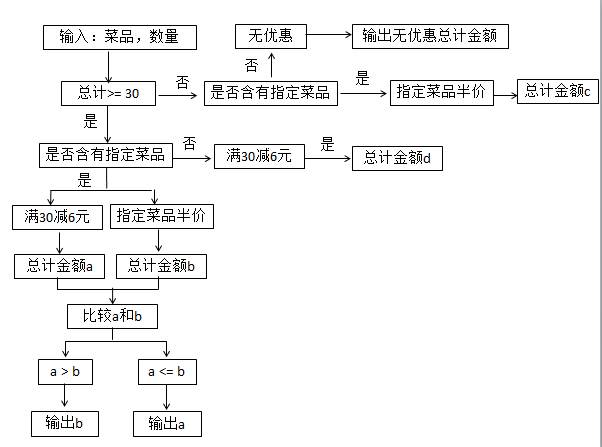 输入：菜品，数量
无优惠
输出无优惠总计金额
否
是
总计>= 30
否
是否含有指定菜品
指定菜品半价
总计金额c
是
是否含有指定菜品
否
满30减6元
是
总计金额d
是
满30减6元
指定菜品半价
总计金额a
总计金额b
比较a和b
a > b
a <= b
输出b
输出a